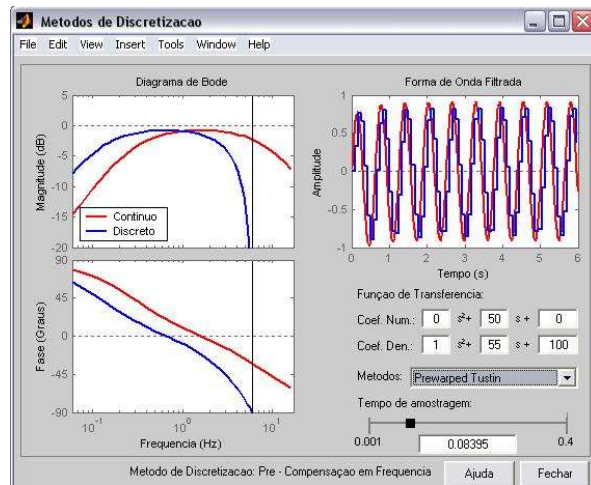 Metodos de Discretizacao
File Edit View Insert Tools Window Help
Diagrama de Bode
5
0
-5
-10
-15
-20
Magnitude (dB)
Continuo
Discreto
90
45
0
-45
-90
Fase (Graus)
10⁻¹ 10⁰ 10¹
Frequencia (Hz)
Forma de Onda Filtrada
1
0.5
0
-0.5
-1
Amplitude
0 1 2 3 4 5 6
Tempo (s)
Funçao de Transferencia:
Coef. Num.: 0 s²+ 50 s + 0
Coef. Den.: 1 s²+ 55 s + 100
Metodos: Prewarped Tustin
Tempo de amostragem:
0.001 0.08395 0.4
Metodo de Discretizacao: Pre - Compensaçao em Frequencia Ajuda Fechar